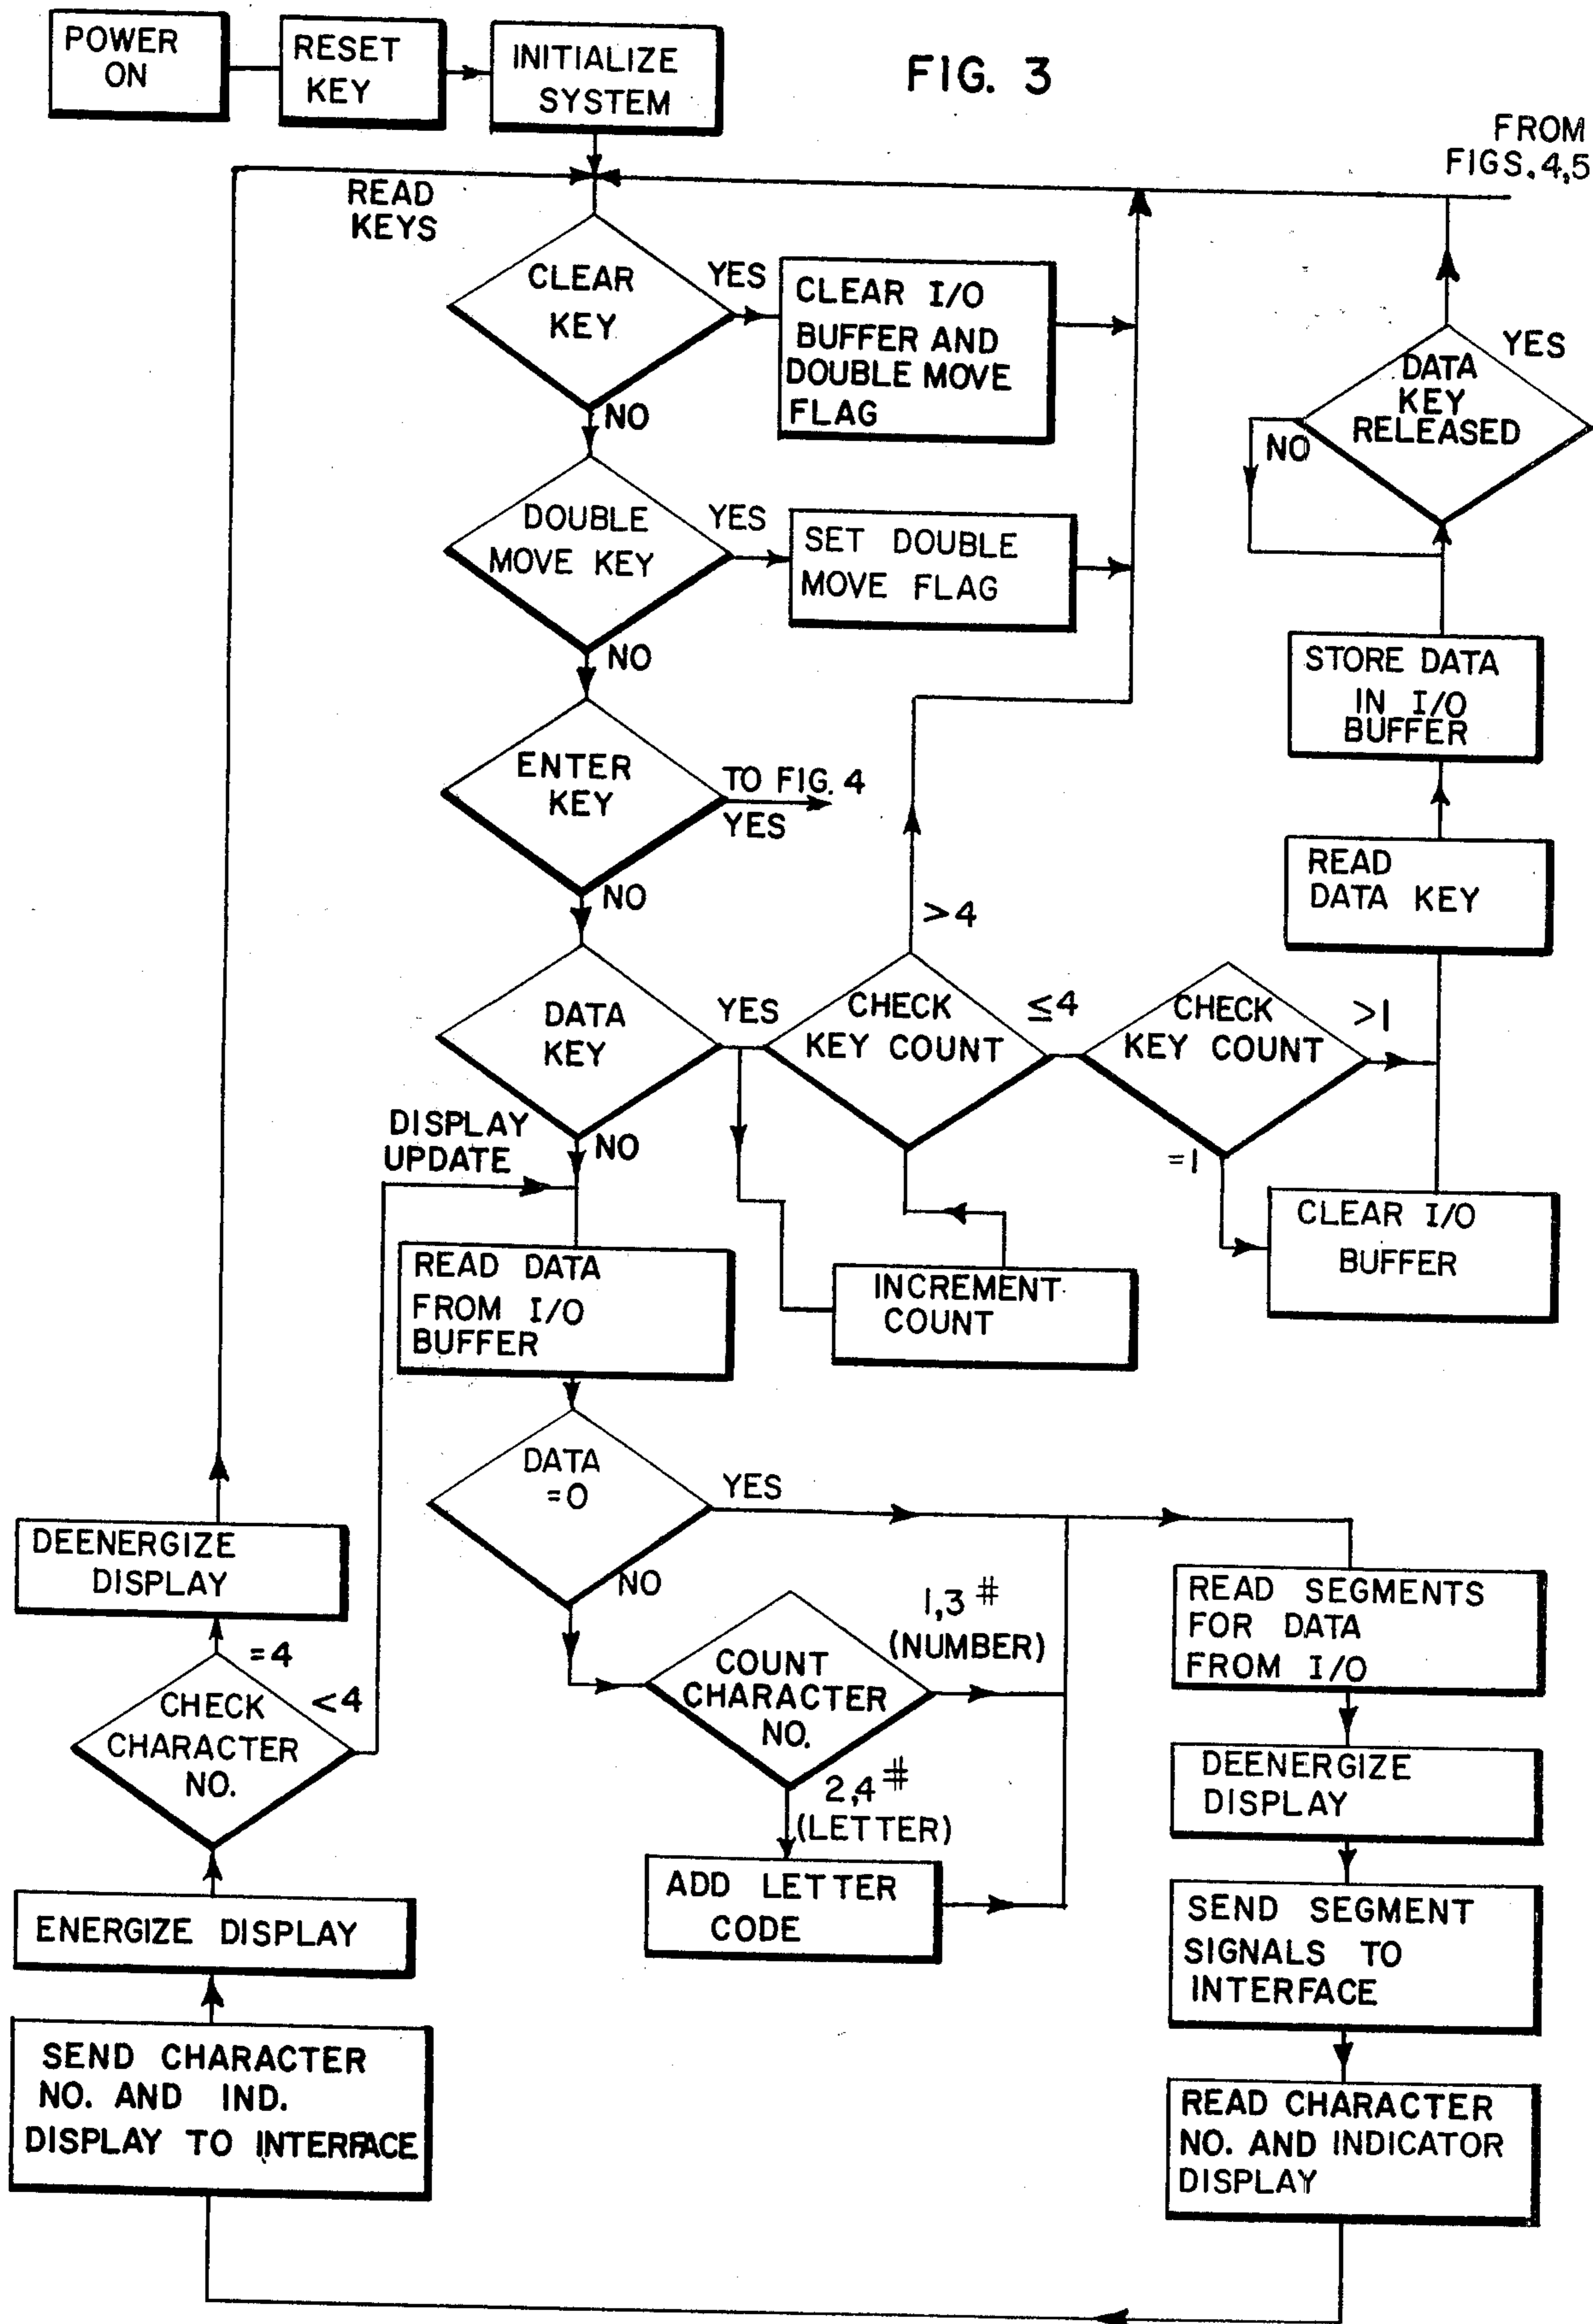 POWER
ON
RESET
KEY
INITIALIZE
SYSTEM
FIG. 3
FROM
FIGS.4,5
READ
KEYS
CLEAR
KEY
YES
CLEAR I/O
BUFFER AND
DOUBLE MOVE
FLAG
NO
DATA
KEY
RELEASED
YES
NO
DOUBLE
MOVE KEY
YES
SET DOUBLE
MOVE FLAG
NO
STORE DATA
IN I/O
BUFFER
ENTER
KEY
TO FIG. 4
YES
NO
READ
DATA KEY
>4
DATA
KEY
YES
CHECK
KEY COUNT
≤4
CHECK
KEY COUNT
>1
=1
DISPLAY
UPDATE
NO
CLEAR I/O
BUFFER
READ DATA
FROM I/O
BUFFER
INCREMENT
COUNT
DATA
=0
YES
NO
DEENERGIZE
DISPLAY
=4
<4
CHECK
CHARACTER
NO.
COUNT
CHARACTER
NO.
1,3 #
(NUMBER)
2,4 #
(LETTER)
ADD LETTER
CODE
READ SEGMENTS
FOR DATA
FROM I/O
DEENERGIZE
DISPLAY
SEND SEGMENT
SIGNALS TO
INTERFACE
READ CHARACTER
NO. AND INDICATOR
DISPLAY
ENERGIZE DISPLAY
SEND CHARACTER
NO. AND IND.
DISPLAY TO INTERFACE